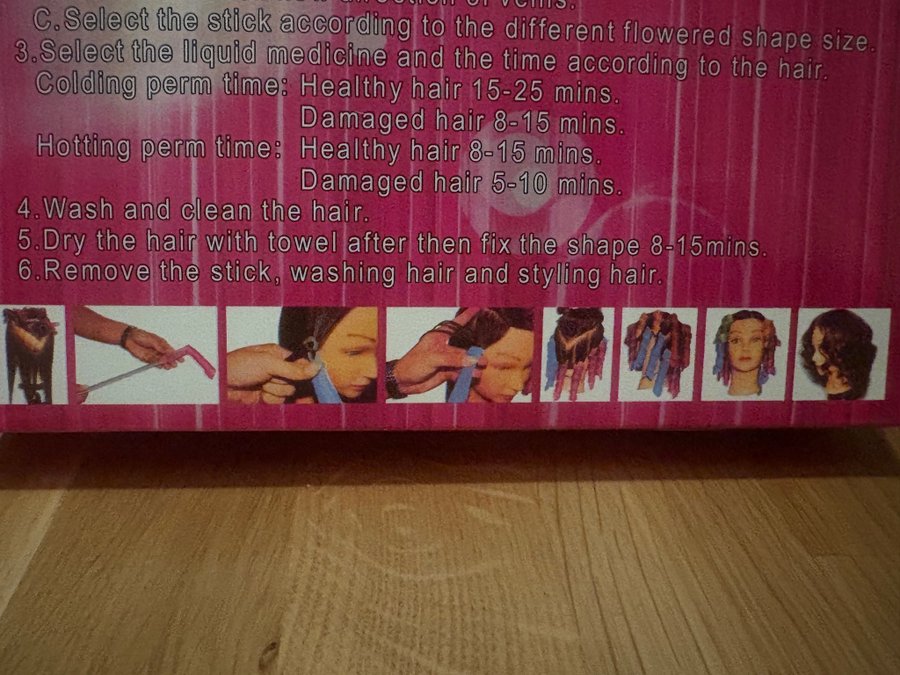 direction of veins.
C.Select the stick according to the different flowered shape size.
3.Select the liquid medicine and the time according to the hair.
Colding perm time: Healthy hair 15-25 mins.
Damaged hair 8-15 mins.
Hotting perm time: Healthy hair 8-15 mins.
Damaged hair 5-10 mins.
4.Wash and clean the hair.
5.Dry the hair with towel after then fix the shape 8-15mins.
6.Remove the stick, washing hair and styling hair.